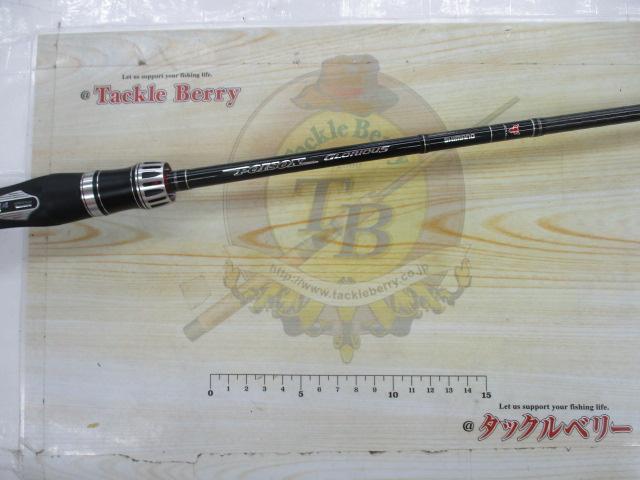 Let us support your fishing life.
@ Tackle Berry
Tackle Berry
POISON GLORIOUS
SHIMANO
TB
http://www.tackleberry.co.jp
0 1 2 3 4 5 6 7 8 9 10 11 12 13 14 15
Let us support your fishing life.
@ タックルベリー